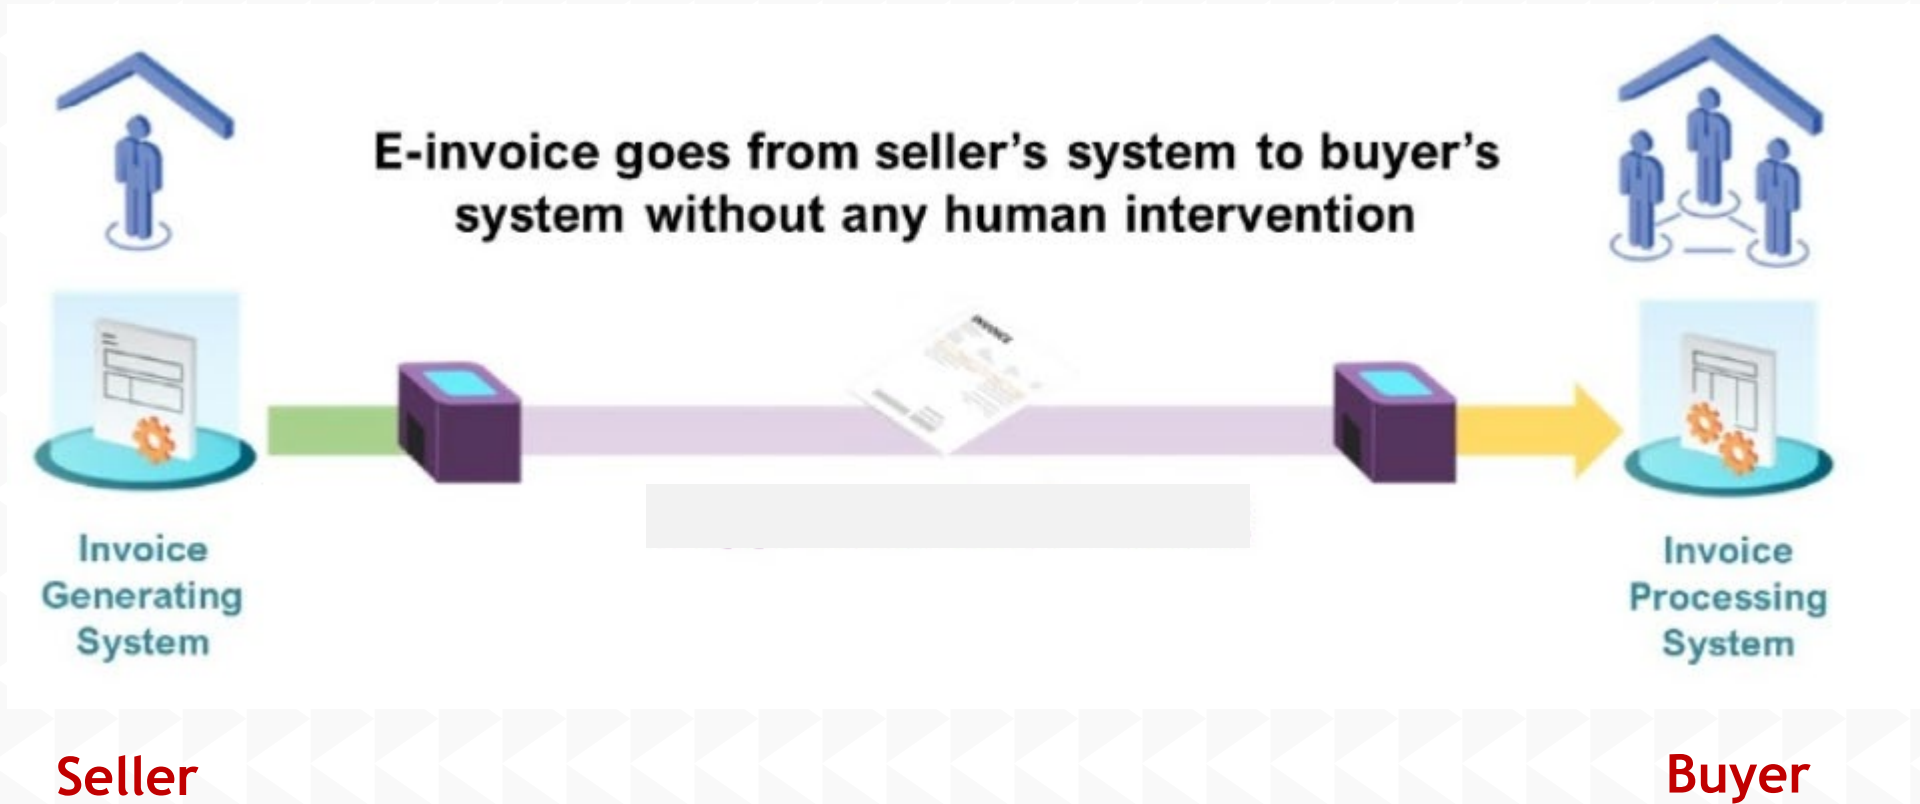 E-invoice goes from seller's system to buyer's
system without any human intervention
INVOICE
Invoice
Generating
System
Invoice
Processing
System
Seller
Buyer